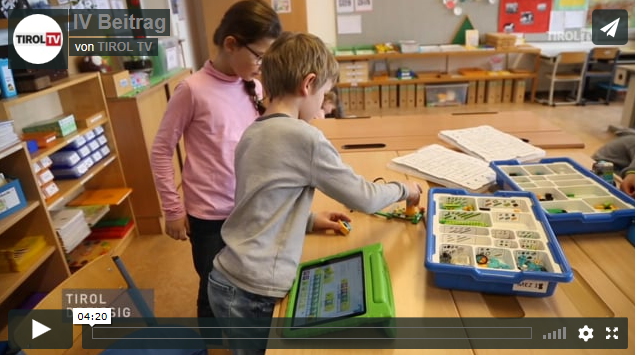 TIROL TV
IV Beitrag
von TIROL TV
TIROL
04:20